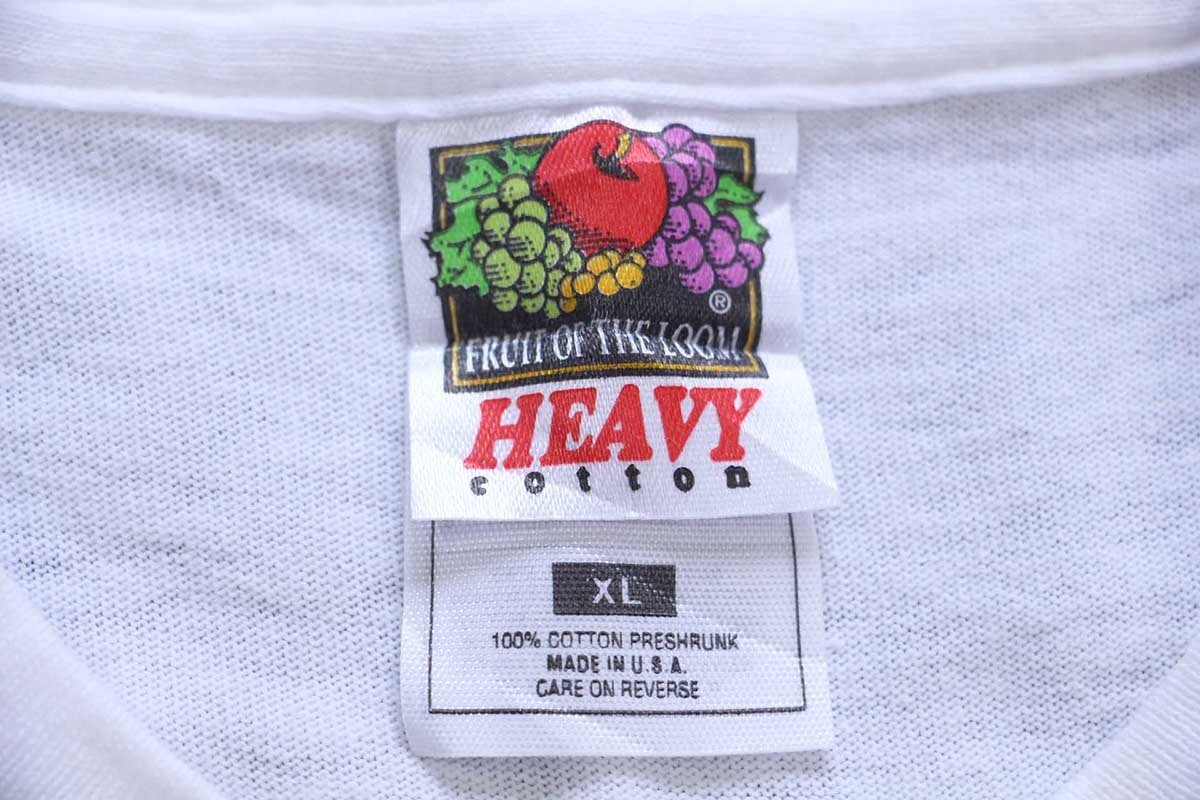 ®
FRUIT OF THE LOOM
HEAVY
cotton
XL
100% COTTON PRESHRUNK
MADE IN U.S.A.
CARE ON REVERSE